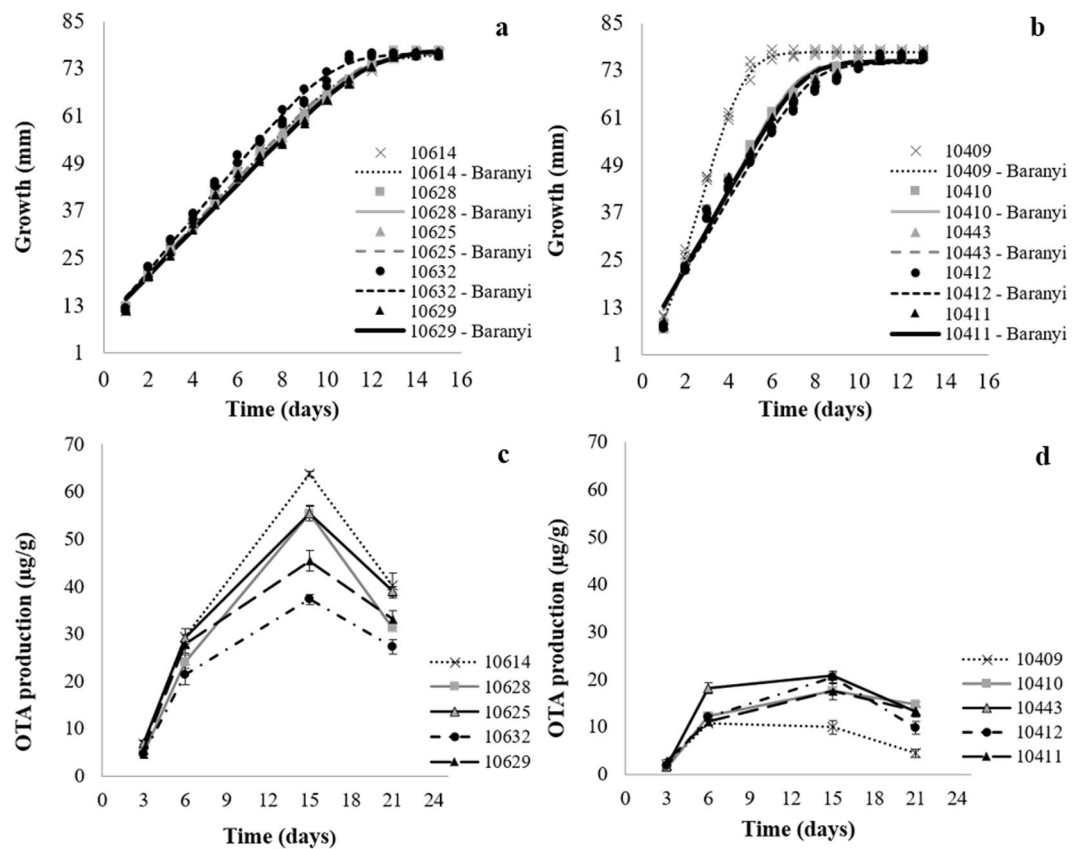 a
85
73
61
49
37
25
13
1
Growth (mm)
10614
10614 - Baranyi
10628
10628 - Baranyi
10625
10625 - Baranyi
10632
10632 - Baranyi
10629
10629 - Baranyi
0 2 4 6 8 10 12 14 16
Time (days)
b
85
73
61
49
37
25
13
1
Growth (mm)
10409
10409 - Baranyi
10410
10410 - Baranyi
10443
10443 - Baranyi
10412
10412 - Baranyi
10411
10411 - Baranyi
0 2 4 6 8 10 12 14 16
Time (days)
c
70
60
50
40
30
20
10
0
OTA production (µg/g)
10614
10628
10625
10632
10629
0 3 6 9 12 15 18 21 24
Time (days)
d
70
60
50
40
30
20
10
0
OTA production (µg/g)
10409
10410
10443
10412
10411
0 3 6 9 12 15 18 21 24
Time (days)